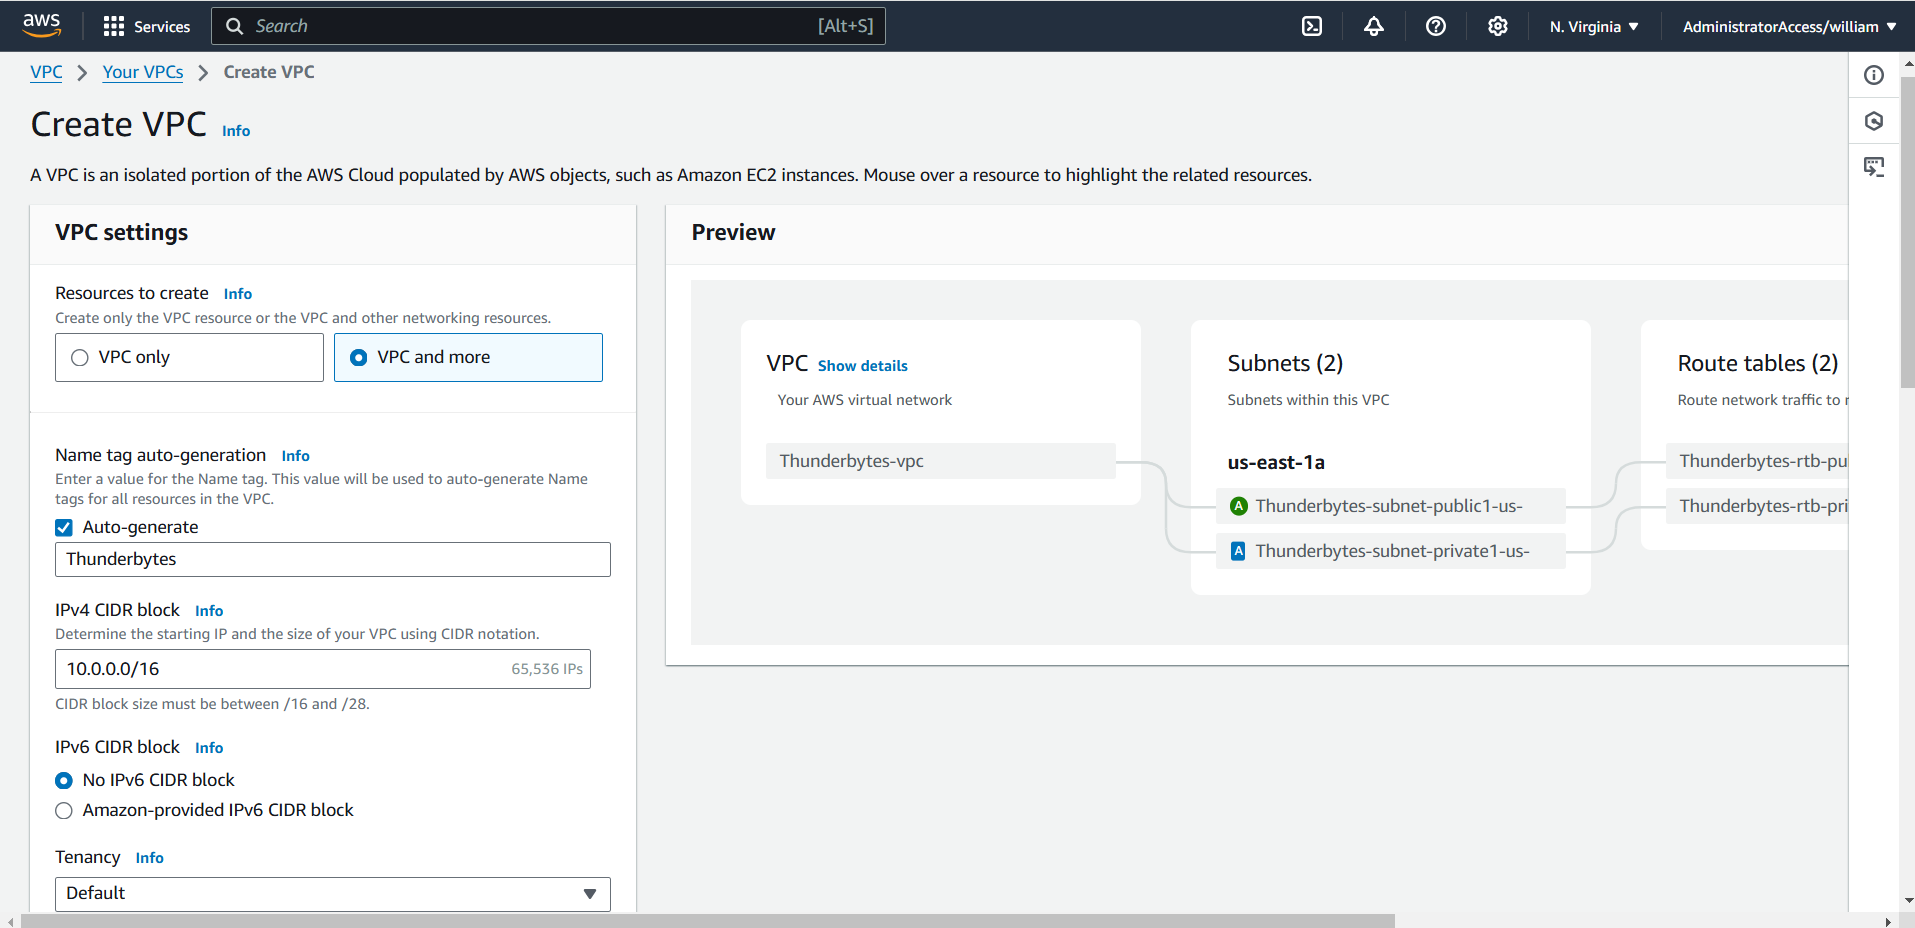 aws Services Search [Alt+S] N. Virginia AdministratorAccess/william
VPC Your VPCs Create VPC
Create VPC Info
A VPC is an isolated portion of the AWS Cloud populated by AWS objects, such as Amazon EC2 instances. Mouse over a resource to highlight the related resources.
VPC settings
Resources to create Info
Create only the VPC resource or the VPC and other networking resources.
VPC only VPC and more
Name tag auto-generation Info
Enter a value for the Name tag. This value will be used to auto-generate Name
tags for all resources in the VPC.
Auto-generate
Thunderbytes
IPv4 CIDR block Info
Determine the starting IP and the size of your VPC using CIDR notation.
10.0.0.0/16 65,536 IPs
CIDR block size must be between /16 and /28.
IPv6 CIDR block Info
No IPv6 CIDR block
Amazon-provided IPv6 CIDR block
Tenancy Info
Default
Preview
VPC Show details
Your AWS virtual network
Thunderbytes-vpc
Subnets (2)
Subnets within this VPC
us-east-1a
A Thunderbytes-subnet-public1-us-
A Thunderbytes-subnet-private1-us-
Route tables (2)
Route network traffic to
Thunderbytes-rtb-pu
Thunderbytes-rtb-pri